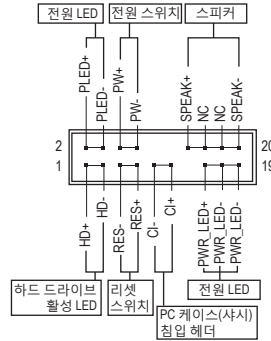 전원 LED
전원 스위치
스피커
PLED+
PLED-
PW+
PW-
SPEAK+
NC
NC
SPEAK-
2
20
1
19
HD+
HD-
RES-
RES+
CI-
CI+
PWR_LED+
PWR_LED-
PWR_LED-
하드 드라이브
활성 LED
리셋
스위치
PC 케이스(샤시)
침입 헤더
전원 LED